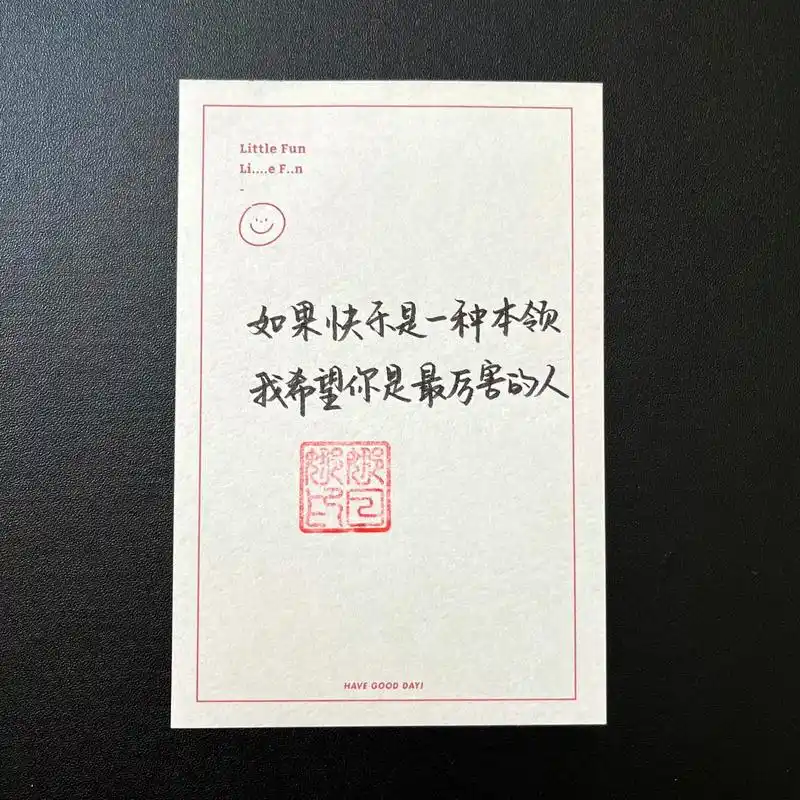 Little Fun
Li....e F..n
-
如果快乐是一种本领
我希望你是最厉害的人
HAVE GOOD DAY!